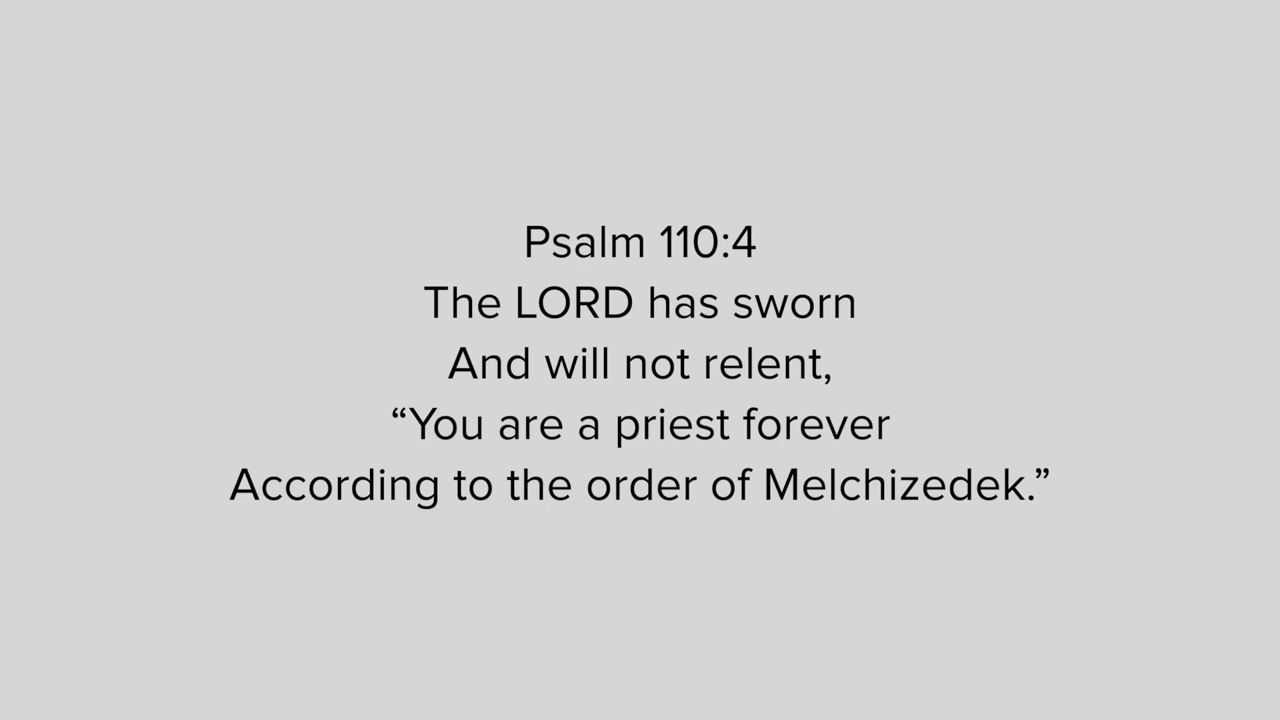 Psalm 110:4
The LORD has sworn
And will not relent,
“You are a priest forever
According to the order of Melchizedek.”